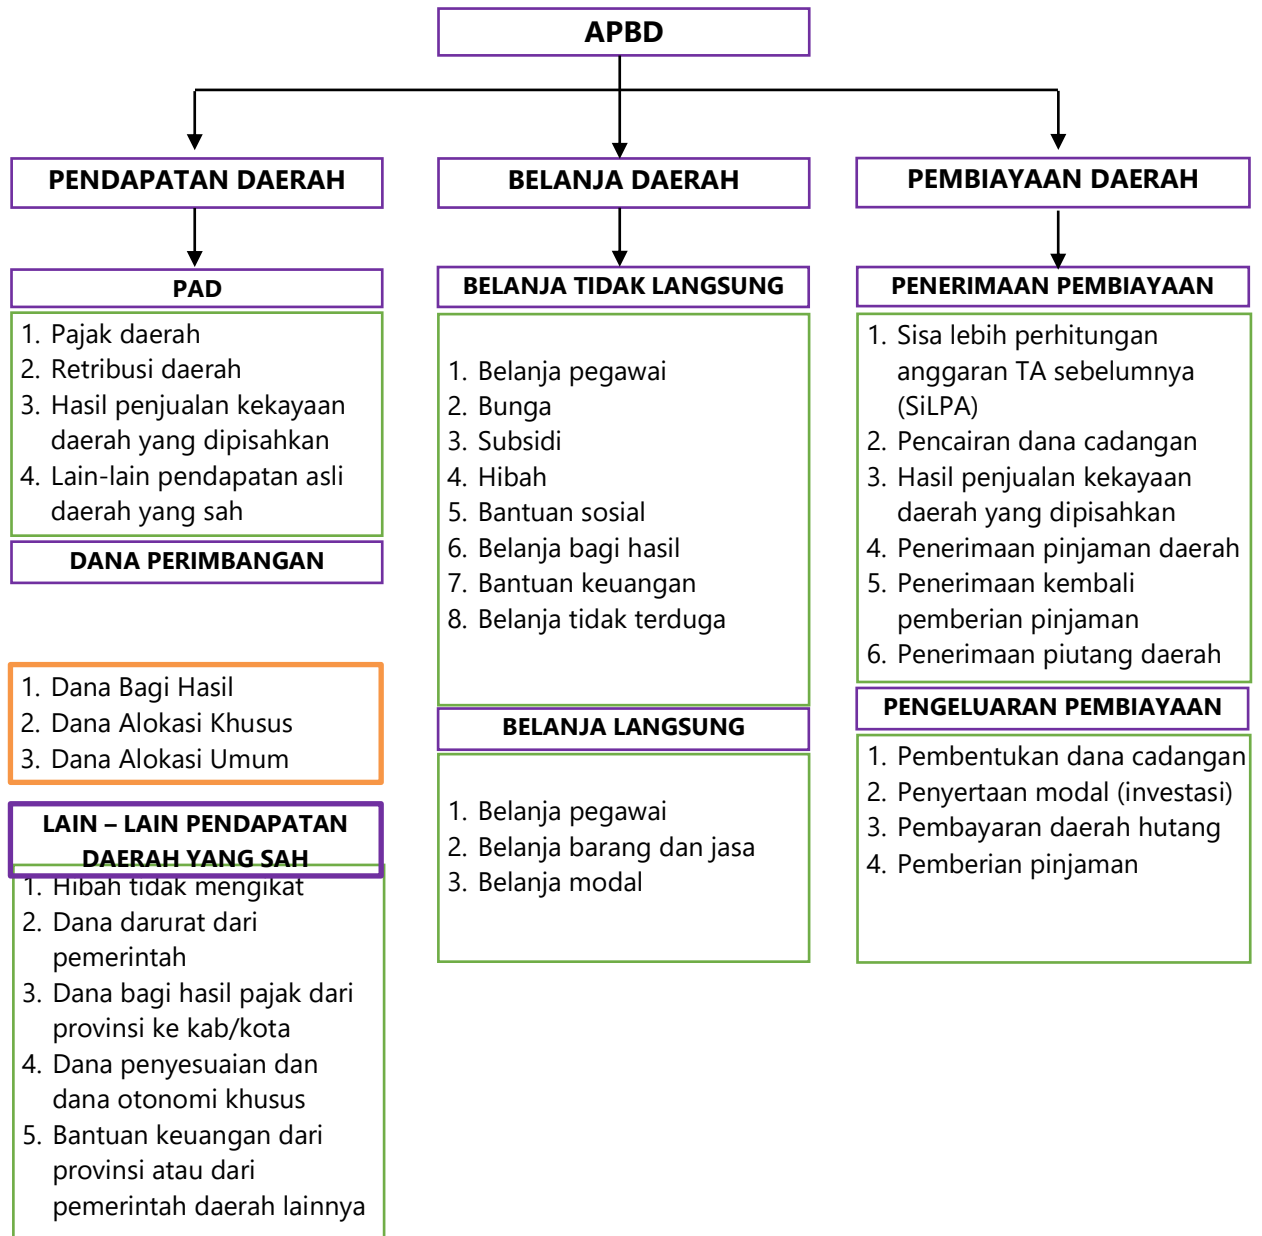 APBD
PENDAPATAN DAERAH
PAD
1. Pajak daerah
2. Retribusi daerah
3. Hasil penjualan kekayaan
daerah yang dipisahkan
4. Lain-lain pendapatan asli
daerah yang sah
DANA PERIMBANGAN
1. Dana Bagi Hasil
2. Dana Alokasi Khusus
3. Dana Alokasi Umum
LAIN – LAIN PENDAPATAN
DAERAH YANG SAH
1. Hibah tidak mengikat
2. Dana darurat dari
pemerintah
3. Dana bagi hasil pajak dari
provinsi ke kab/kota
4. Dana penyesuaian dan
dana otonomi khusus
5. Bantuan keuangan dari
provinsi atau dari
pemerintah daerah lainnya
BELANJA DAERAH
BELANJA TIDAK LANGSUNG
1. Belanja pegawai
2. Bunga
3. Subsidi
4. Hibah
5. Bantuan sosial
6. Belanja bagi hasil
7. Bantuan keuangan
8. Belanja tidak terduga
BELANJA LANGSUNG
1. Belanja pegawai
2. Belanja barang dan jasa
3. Belanja modal
PEMBIAYAAN DAERAH
PENERIMAAN PEMBIAYAAN
1. Sisa lebih perhitungan
anggaran TA sebelumnya
(SiLPA)
2. Pencairan dana cadangan
3. Hasil penjualan kekayaan
daerah yang dipisahkan
4. Penerimaan pinjaman daerah
5. Penerimaan kembali
pemberian pinjaman
6. Penerimaan piutang daerah
PENGELUARAN PEMBIAYAAN
1. Pembentukan dana cadangan
2. Penyertaan modal (investasi)
3. Pembayaran daerah hutang
4. Pemberian pinjaman